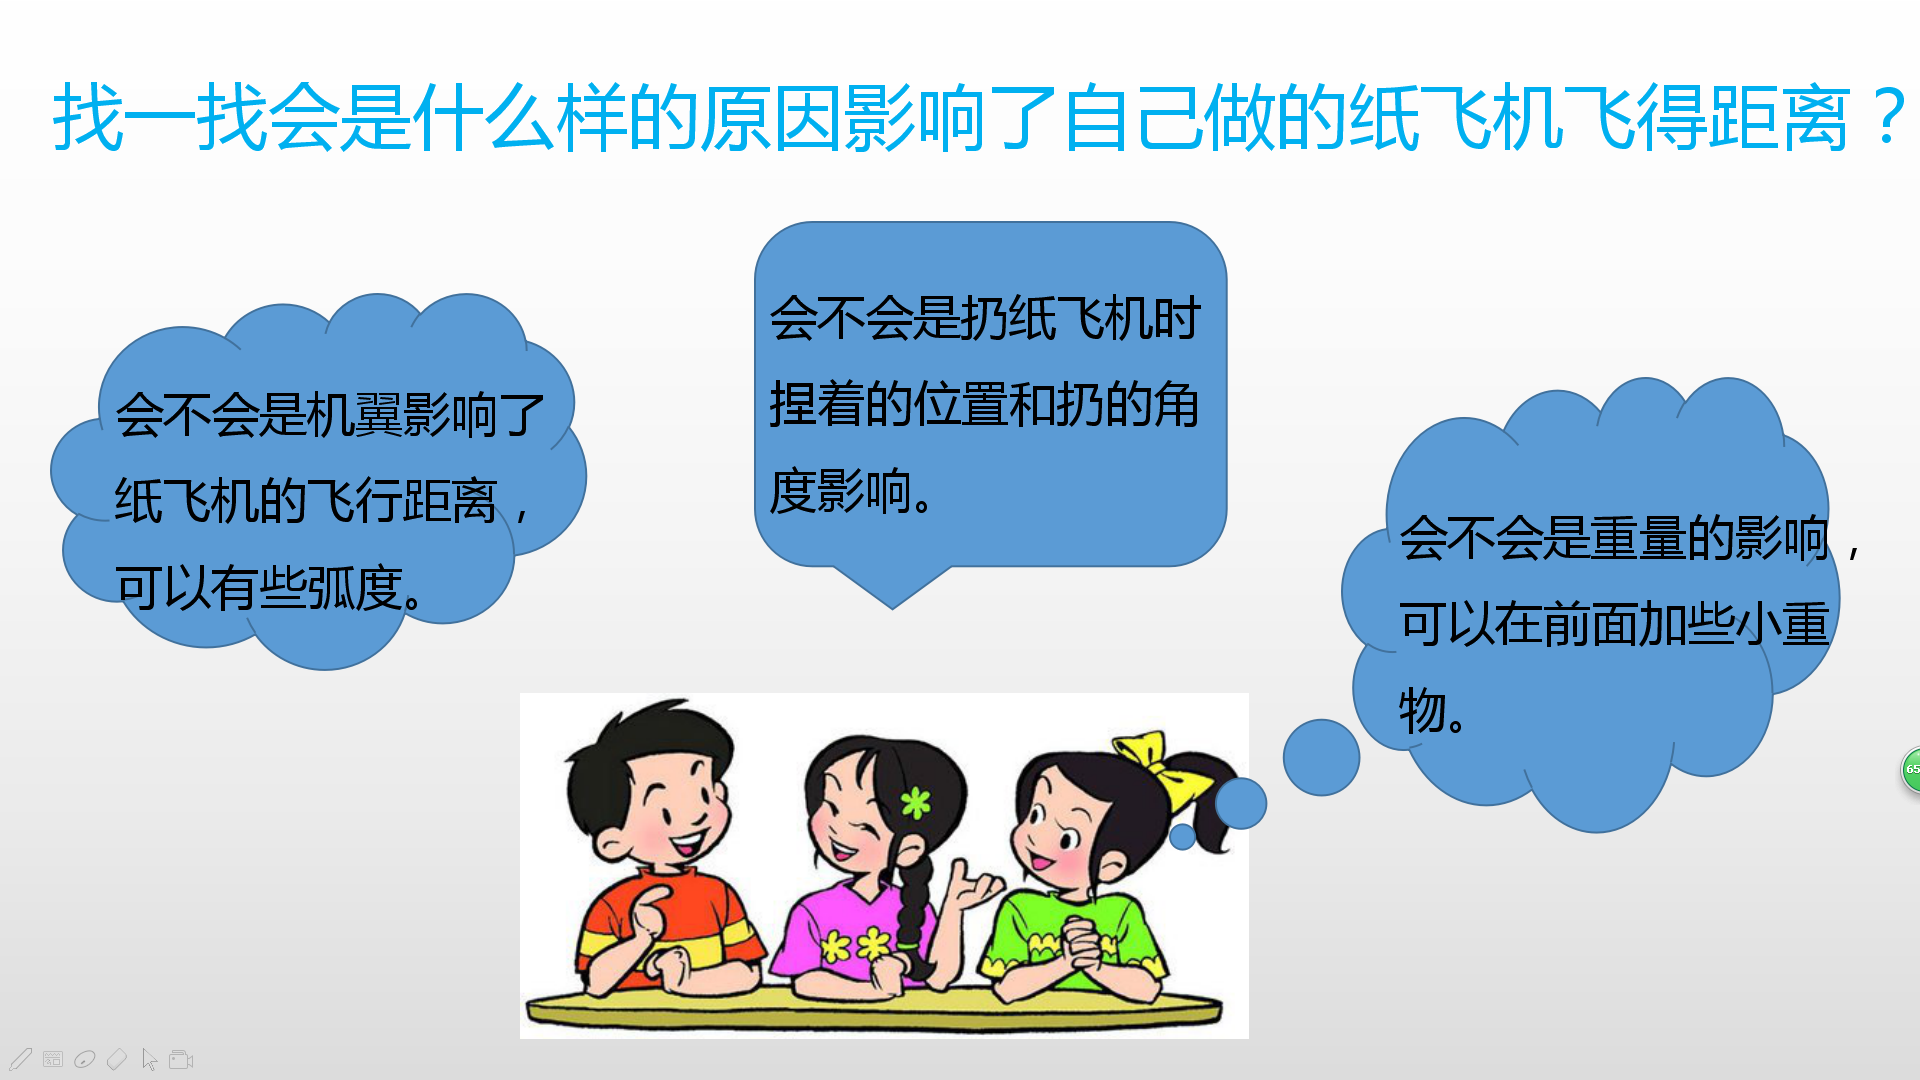 找一找会是什么样的原因影响了自己做的纸飞机飞得距离？
会不会是机翼影响了
纸飞机的飞行距离，
可以有些弧度。
会不会是扔纸飞机时
捏着的位置和扔的角
度影响。
会不会是重量的影响，
可以在前面加些小重
物。
65